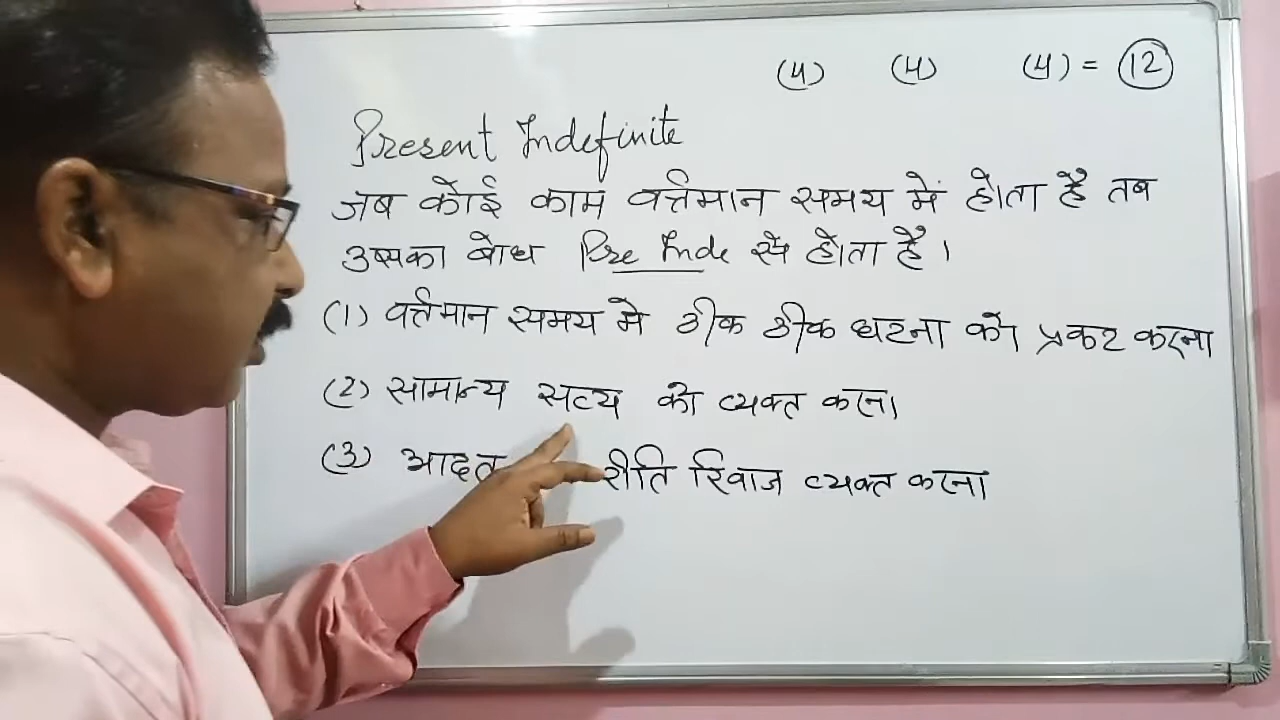 (4) (4) (4) = 12
Present Indefinite
जब कोई काम वर्त्तमान समय में होता है तब
उसका बोध Pre Inde से होता है।
(1) वर्त्तमान समय मे ठीक ठीक घटना को प्रकट करना
(2) सामान्य सत्य को व्यक्त करना
(3) आदत रीति रिवाज व्यक्त करना